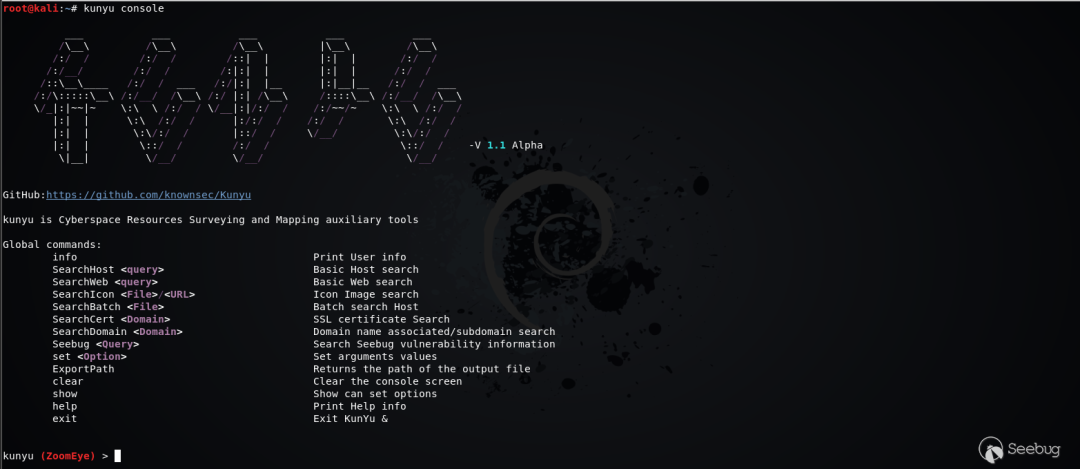 root@kali:~# kunyu console
-V 1.1 Alpha
GitHub:https://github.com/knownsec/Kunyu
kunyu is Cyberspace Resources Surveying and Mapping auxiliary tools
Global commands:
info Print User info
SearchHost <query> Basic Host search
SearchWeb <query> Basic Web search
SearchIcon <File>/<URL> Icon Image search
SearchBatch <File> Batch search Host
SearchCert <Domain> SSL certificate Search
SearchDomain <Domain> Domain name associated/subdomain search
Seebug <Query> Search Seebug vulnerability information
set <Option> Set arguments values
ExportPath Returns the path of the output file
clear Clear the console screen
show Show can set options
help Print Help info
exit Exit KunYu &
kunyu (ZoomEye) >
Seebug